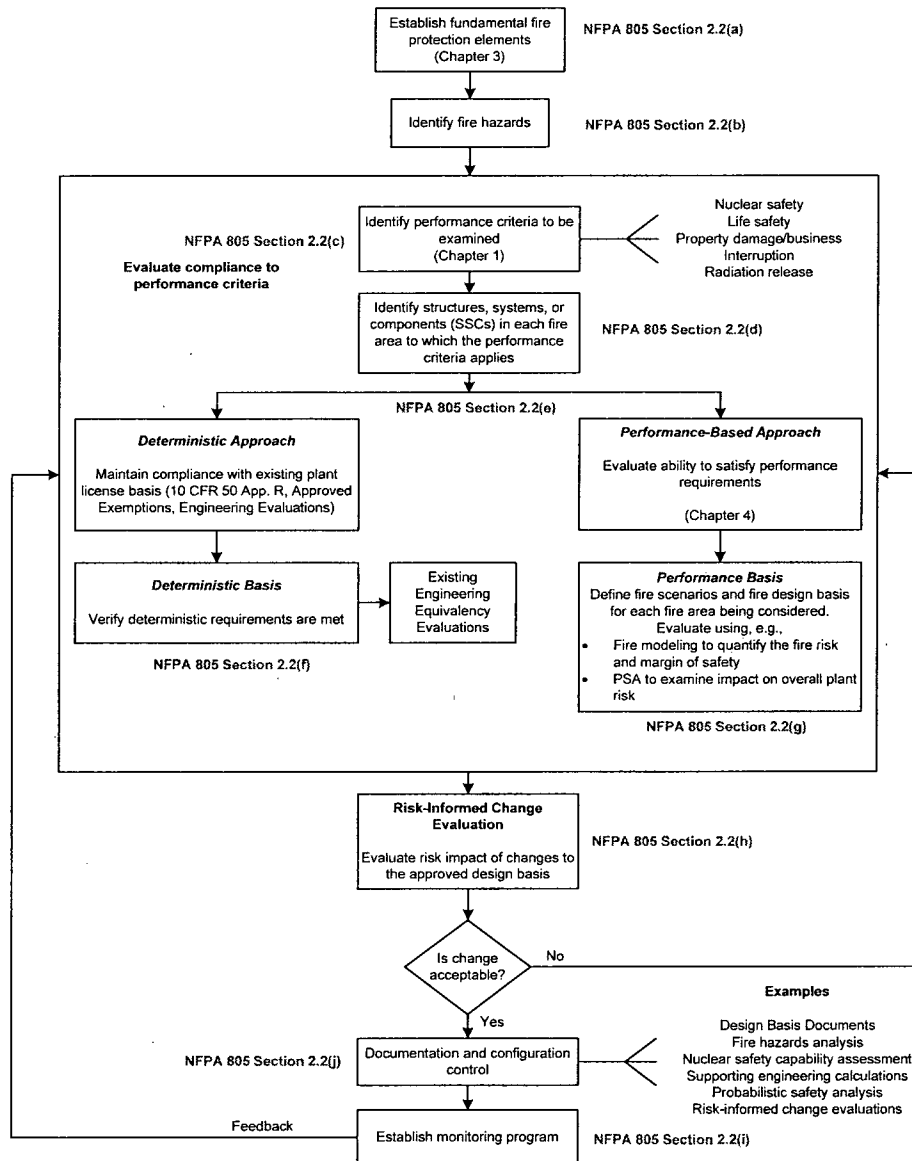 Establish fundamental fire
protection elements
(Chapter 3)
NFPA 805 Section 2.2(a)
Identify fire hazards
NFPA 805 Section 2.2(b)
NFPA 805 Section 2.2(c)
Identify performance criteria to be
examined
(Chapter 1)
Nuclear safety
Life safety
Property damage/business
Interruption
Radiation release
Evaluate compliance to
performance criteria
Identify structures, systems, or
components (SSCs) in each fire
area to which the performance
criteria applies
NFPA 805 Section 2.2(d)
NFPA 805 Section 2.2(e)
Deterministic Approach
Maintain compliance with existing plant
license basis (10 CFR 50 App. R, Approved
Exemptions, Engineering Evaluations)
Performance-Based Approach
Evaluate ability to satisfy performance
requirements
(Chapter 4)
Deterministic Basis
Verify deterministic requirements are met
NFPA 805 Section 2.2(f)
Existing
Engineering
Equivalency
Evaluations
Performance Basis
Define fire scenarios and fire design basis
for each fire area being considered.
Evaluate using, e.g.,
• Fire modeling to quantify the fire risk
and margin of safety
• PSA to examine impact on overall plant
risk
NFPA 805 Section 2.2(g)
Risk-Informed Change
Evaluation
Evaluate risk impact of changes to
the approved design basis
NFPA 805 Section 2.2(h)
Is change
acceptable?
No
Yes
Examples
Design Basis Documents
Fire hazards analysis
Nuclear safety capability assessment
Supporting engineering calculations
Probabilistic safety analysis
Risk-informed change evaluations
NFPA 805 Section 2.2(j)
Documentation and configuration
control
Feedback
Establish monitoring program
NFPA 805 Section 2.2(i)